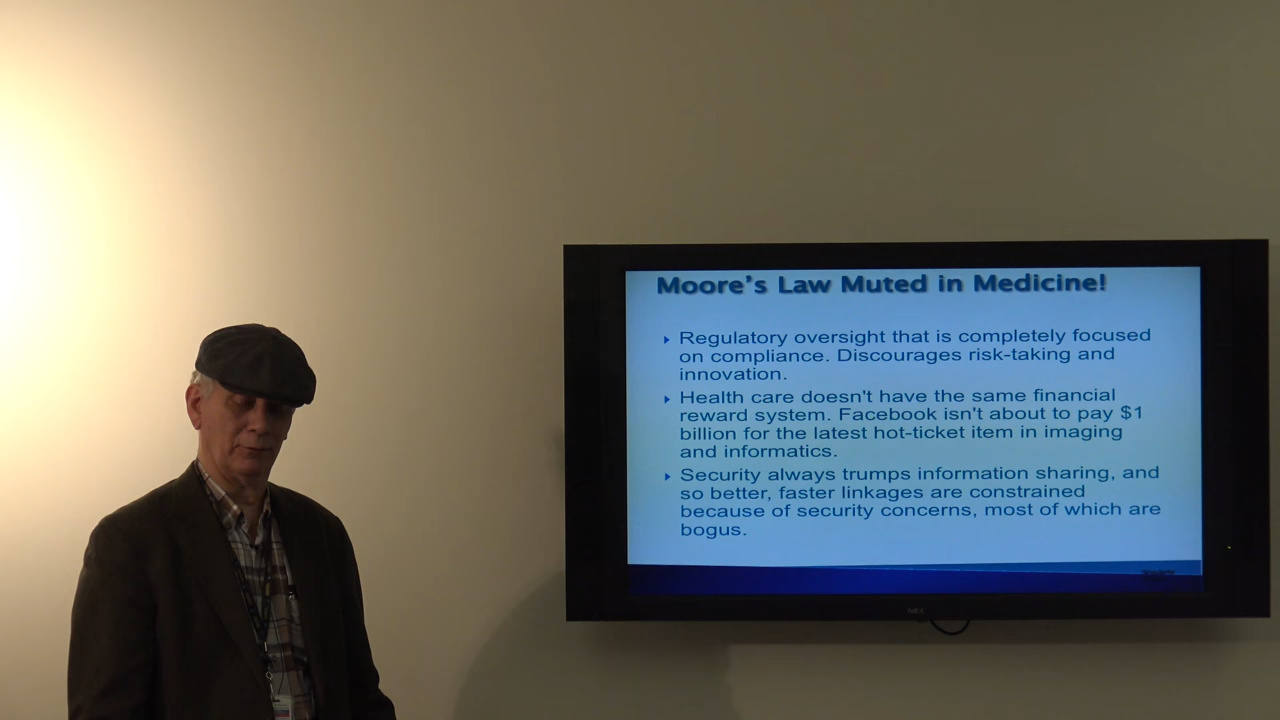 Moore's Law Muted in Medicine!
Regulatory oversight that is completely focused
on compliance. Discourages risk-taking and
innovation.
Health care doesn't have the same financial
reward system. Facebook isn't about to pay $1
billion for the latest hot-ticket item in imaging
and informatics.
Security always trumps information sharing, and
so better, faster linkages are constrained
because of security concerns, most of which are
bogus.
NEC